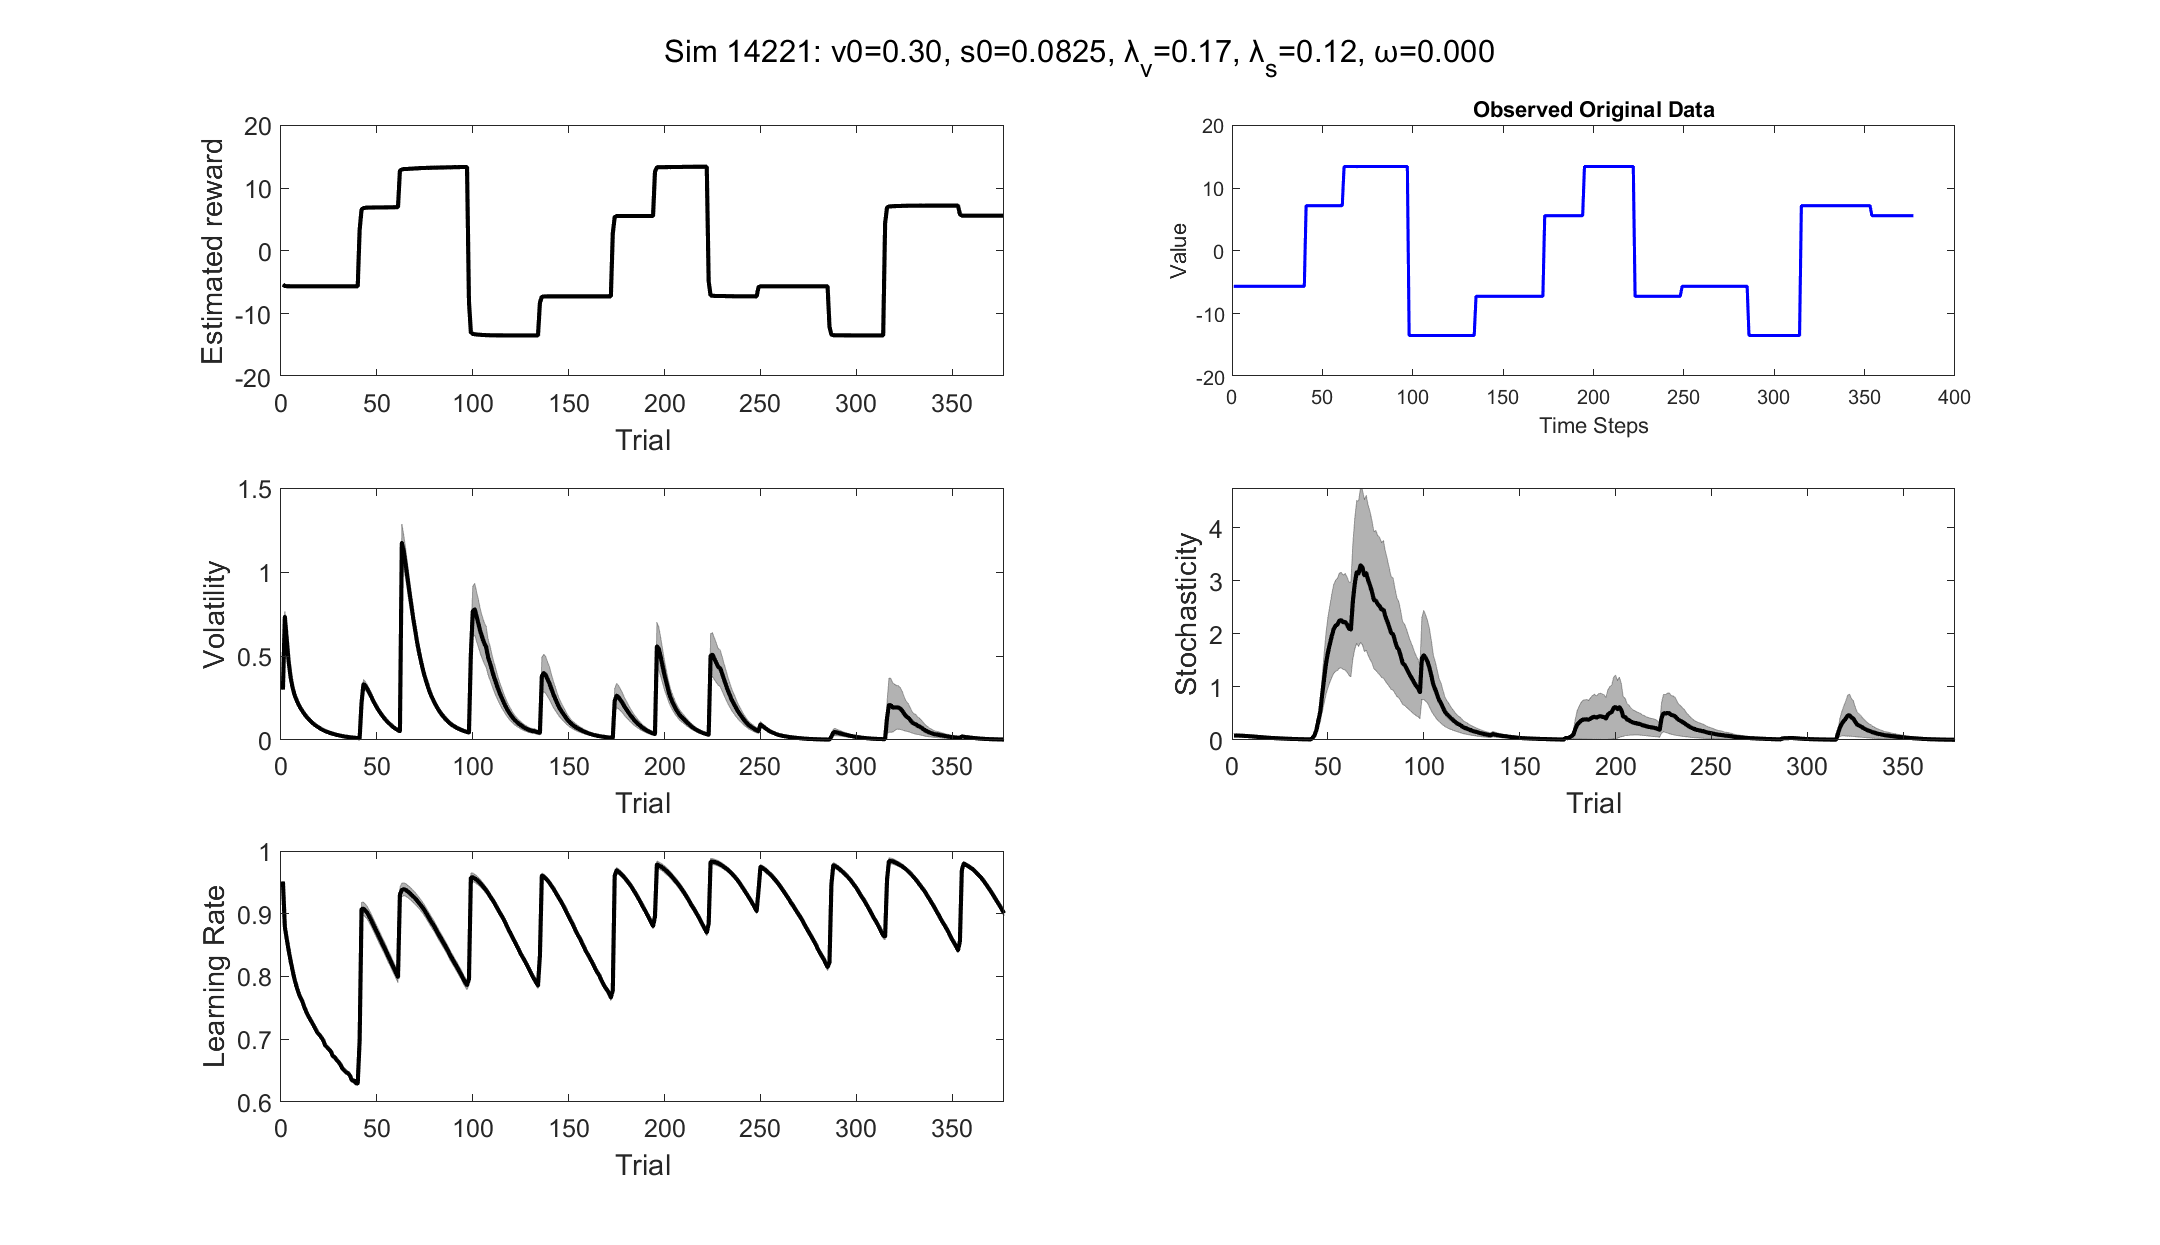 Sim 14221: v0=0.30, s0=0.0825, λ_v=0.17, λ_s=0.12, ω=0.000
Estimated reward
20
10
0
-10
-20
0 50 100 150 200 250 300 350
Trial
Observed Original Data
Value
20
10
0
-10
-20
0 50 100 150 200 250 300 350 400
Time Steps
Volatility
1.5
1
0.5
0
0 50 100 150 200 250 300 350
Trial
Stochasticity
4
3
2
1
0
0 50 100 150 200 250 300 350
Trial
Learning Rate
1
0.9
0.8
0.7
0.6
0 50 100 150 200 250 300 350
Trial